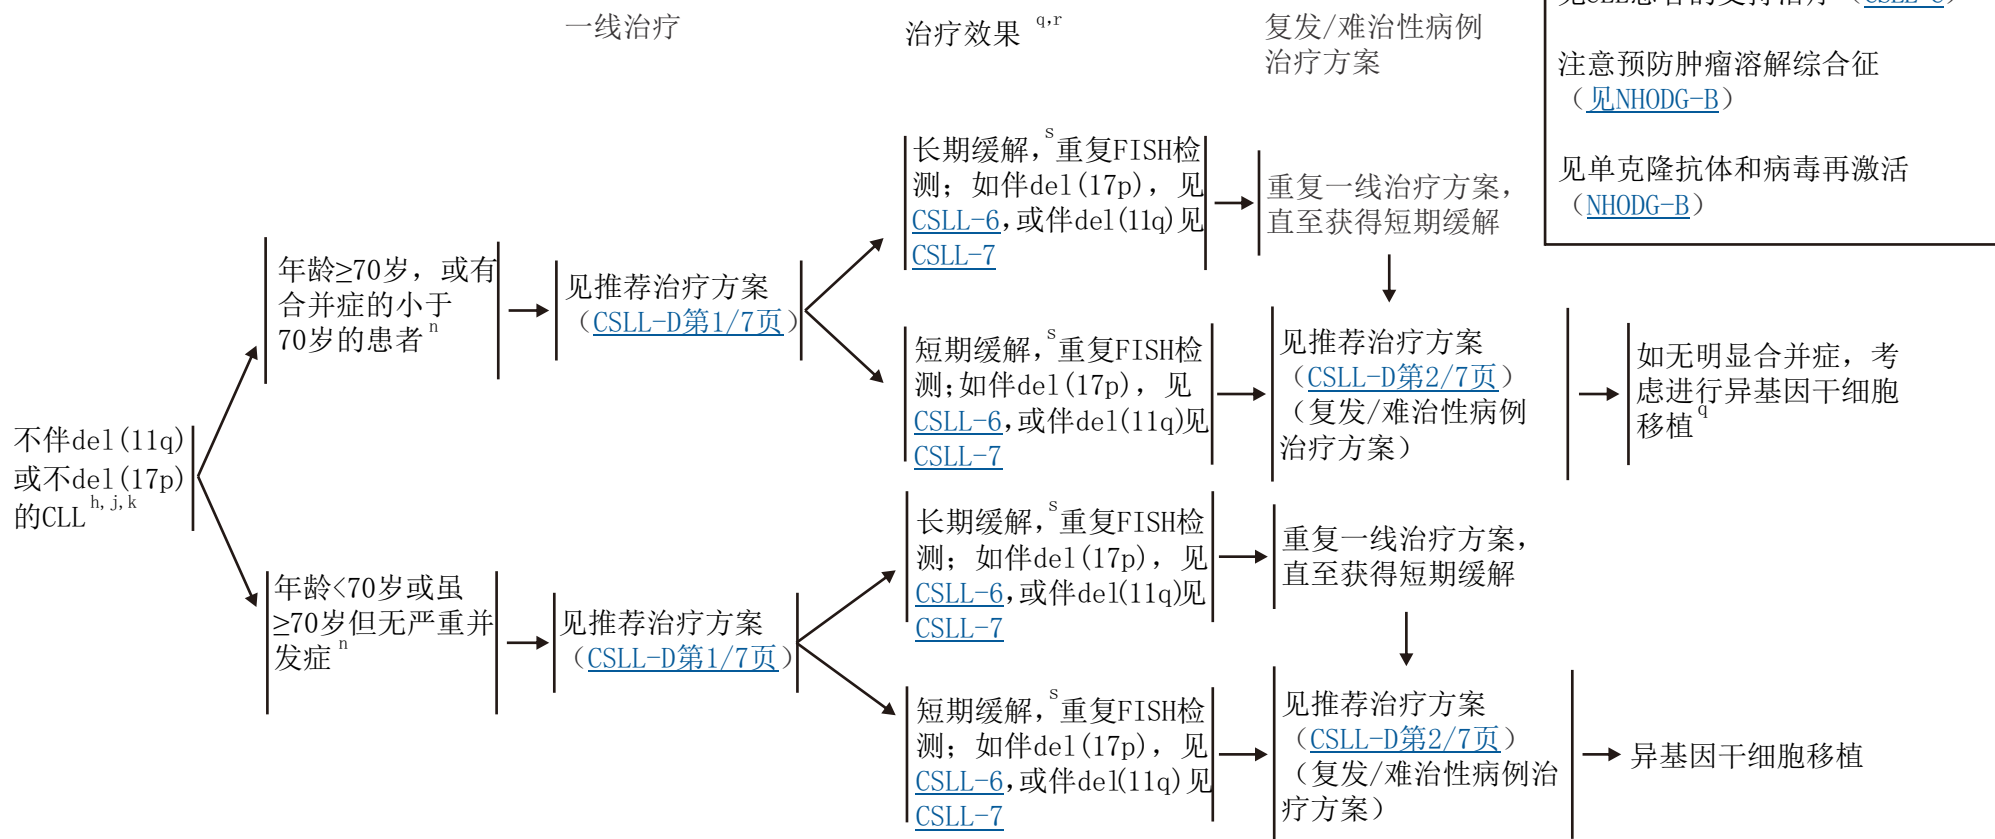 一线治疗
治疗效果 q,r
复发/难治性病例
治疗方案
注意预防肿瘤溶解综合征
（见NHODG-B）
见单克隆抗体和病毒再激活
（NHODG-B）
不伴del(11q)
或不del(17p)
的CLL h,j,k
年龄≥70岁，或有
合并症的小于
70岁的患者 n
见推荐治疗方案
（CSLL-D第1/7页）
长期缓解，s重复FISH检
测；如伴del(17p)，见
CSLL-6，或伴del(11q)见
CSLL-7
重复一线治疗方案，
直至获得短期缓解
短期缓解，s重复FISH检
测；如伴del(17p)，见
CSLL-6，或伴del(11q)见
CSLL-7
见推荐治疗方案
（CSLL-D第2/7页）
（复发/难治性病例
治疗方案）
如无明显合并症，考
虑进行异基因干细胞
移植 q
年龄<70岁或虽
≥70岁但无严重并
发症 n
见推荐治疗方案
（CSLL-D第1/7页）
长期缓解，s重复FISH检
测；如伴del(17p)，见
CSLL-6，或伴del(11q)见
CSLL-7
重复一线治疗方案，
直至获得短期缓解
短期缓解，s重复FISH检
测；如伴del(17p)，见
CSLL-6，或伴del(11q)见
CSLL-7
见推荐治疗方案
（CSLL-D第2/7页）
（复发/难治性病例治
疗方案）
异基因干细胞移植